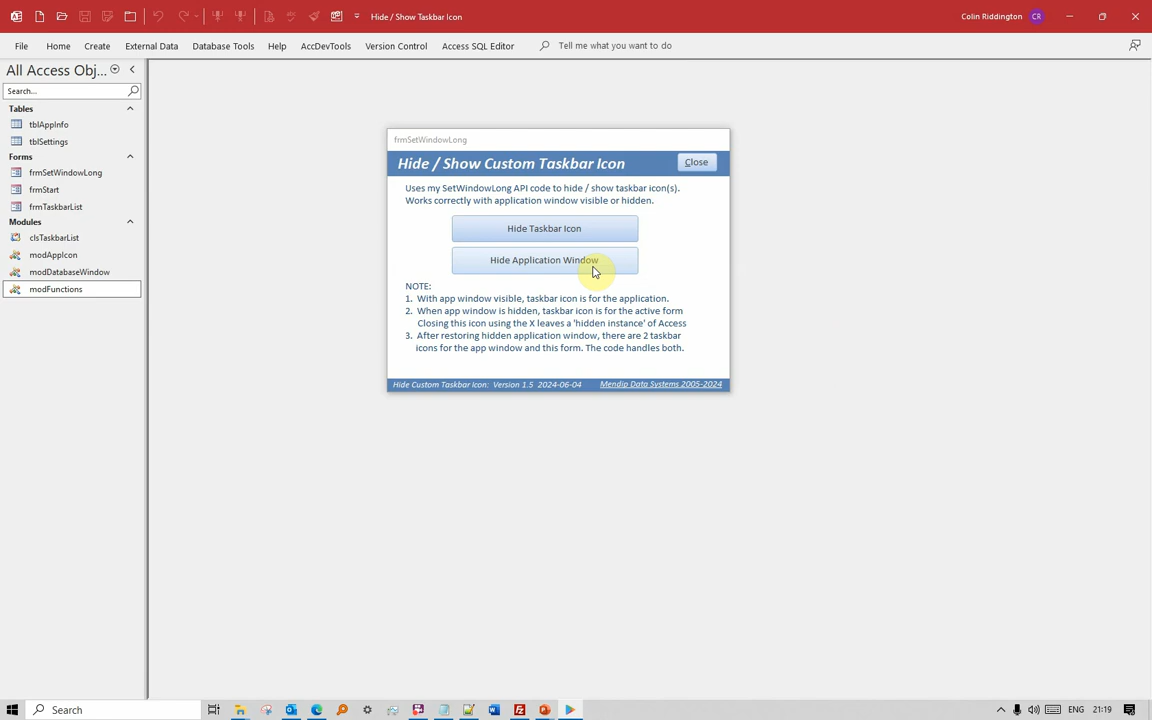 Hide / Show Taskbar Icon
Colin Riddington CR
File Home Create External Data Database Tools Help AccDevTools Version Control Access SQL Editor Tell me what you want to do
All Access Obj...
Search...
Tables
tblAppInfo
tblSettings
Forms
frmSetWindowLong
frmStart
frmTaskbarList
Modules
clsTaskbarList
modAppIcon
modDatabaseWindow
modFunctions
frmSetWindowLong
Hide / Show Custom Taskbar Icon Close
Uses my SetWindowLong API code to hide / show taskbar icon(s).
Works correctly with application window visible or hidden.
Hide Taskbar Icon
Hide Application Window
NOTE:
1. With app window visible, taskbar icon is for the application.
2. When app window is hidden, taskbar icon is for the active form
Closing this icon using the X leaves a 'hidden instance' of Access
3. After restoring hidden application window, there are 2 taskbar
icons for the app window and this form. The code handles both.
Hide Custom Taskbar Icon: Version 1.5 2024-06-04 Mendip Data Systems 2005-2024
Search ENG 21:19